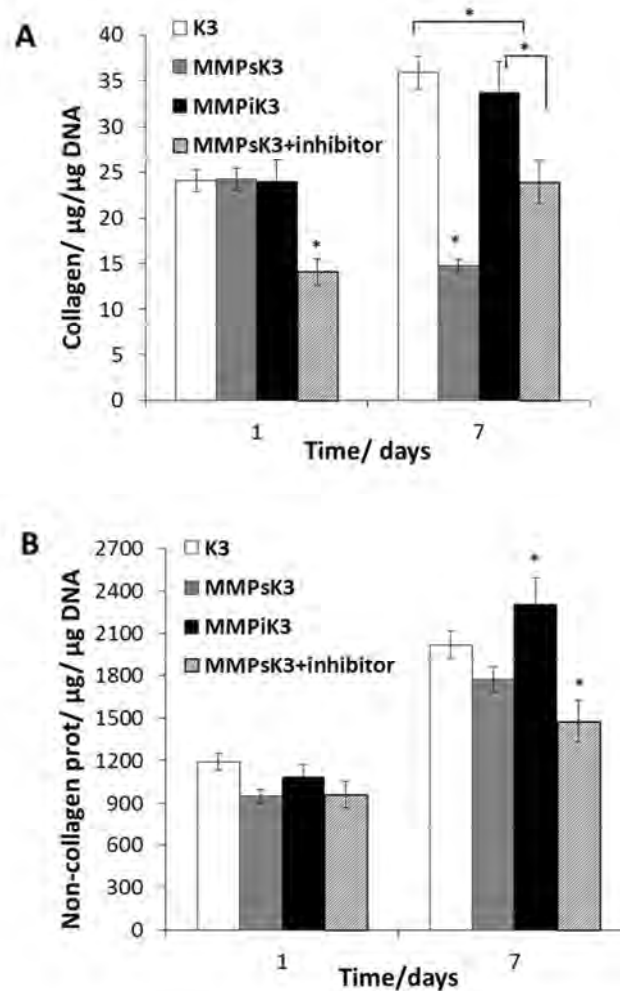 A
K3
MMPsK3
MMPiK3
MMPsK3+inhibitor
*
*
*
*
Collagen/ µg/µg DNA
40
35
30
25
20
15
10
5
0
1
7
Time/ days
B
K3
MMPsK3
MMPiK3
MMPsK3+inhibitor
*
*
Non-collagen prot/ µg/ µg DNA
2700
2400
2100
1800
1500
1200
900
600
300
0
1
7
Time/days